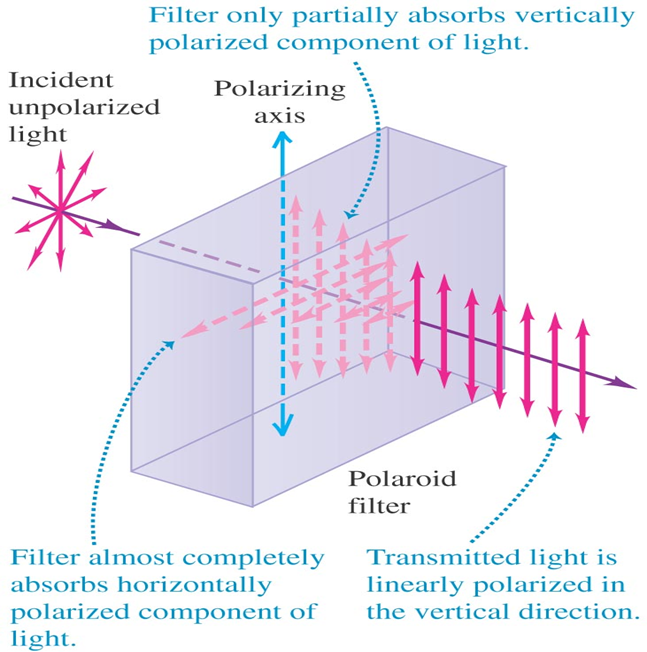 Filter only partially absorbs vertically
polarized component of light.
Incident
unpolarized
light
Polarizing
axis
Polaroid
filter
Filter almost completely
absorbs horizontally
polarized component of
light.
Transmitted light is
linearly polarized in
the vertical direction.